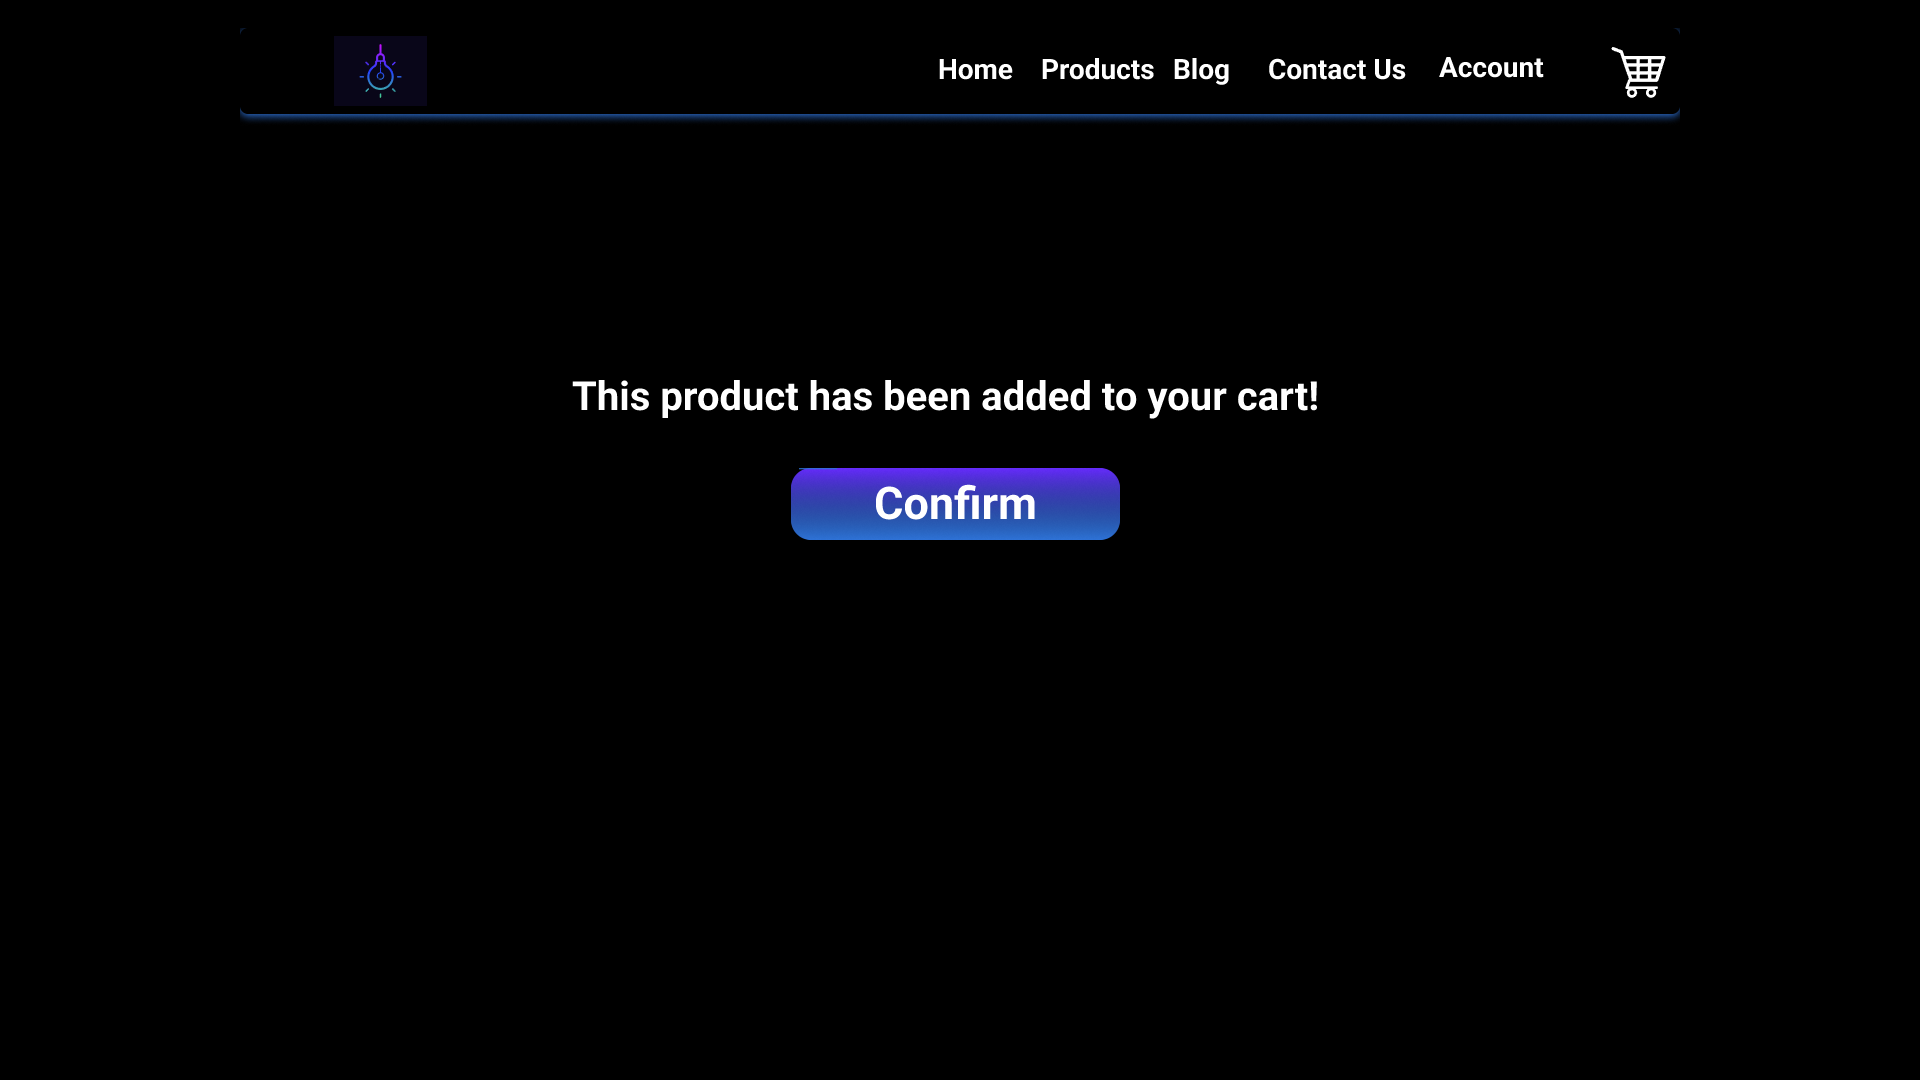 Home Products Blog Contact Us Account
This product has been added to your cart!
Confirm